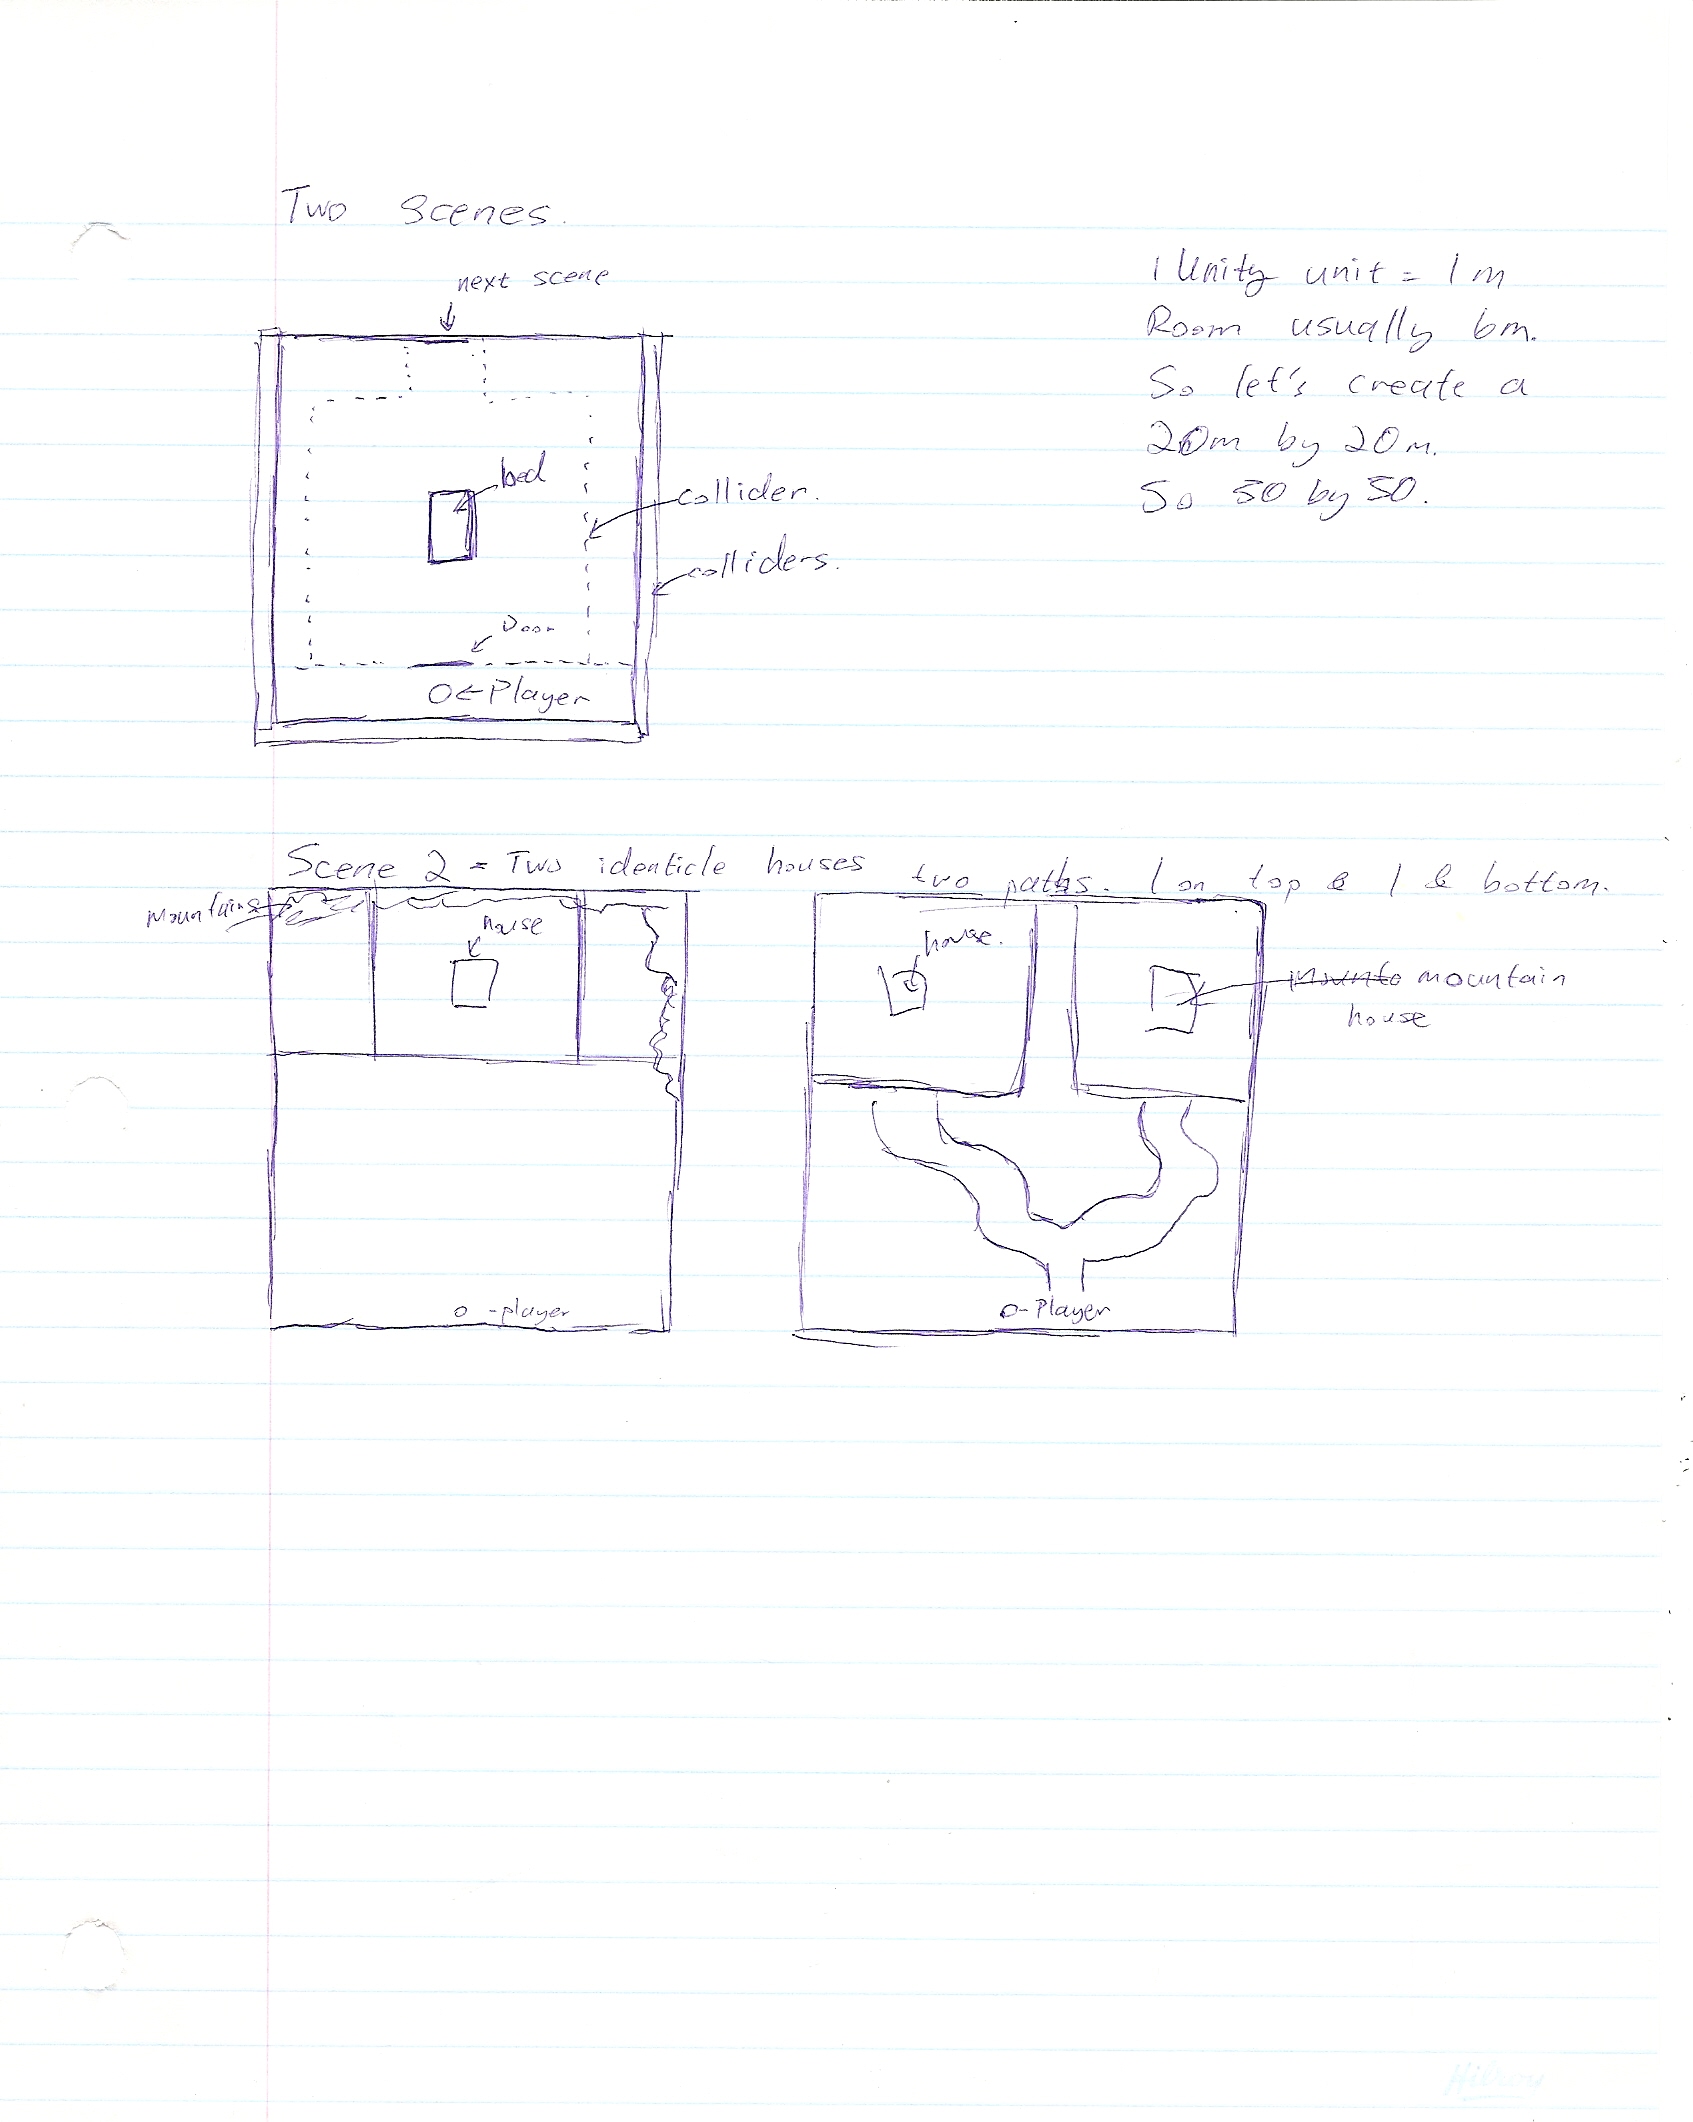 Two scenes.
next scene
1 Unity unit = 1m
Room usually 6m.
So let's create a
20m by 20m.
So 50 by 50.
bed
collider.
colliders.
Door
O← Player
Scene 2 = Two identicle houses two paths. 1 on top & 1 & bottom.
Mountains
house
house.
mountain
house
o -player
o- Player
Hilroy